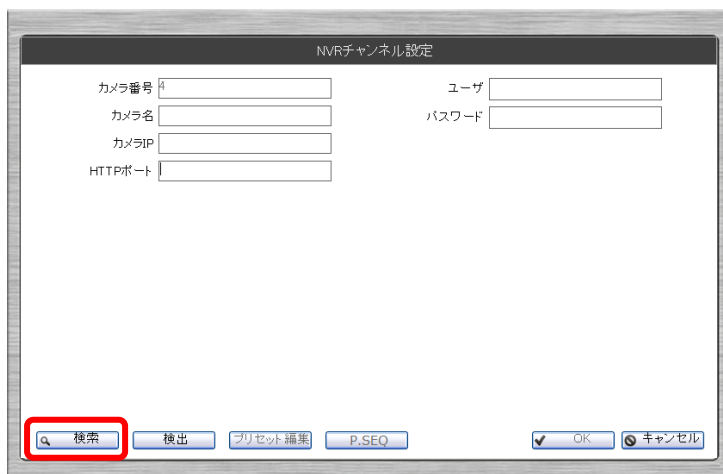 NVRチャンネル設定
カメラ番号 4 ユーザ
カメラ名 パスワード
カメラIP
HTTPポート
検索 検出 プリセット編集 P.SEQ OK キャンセル